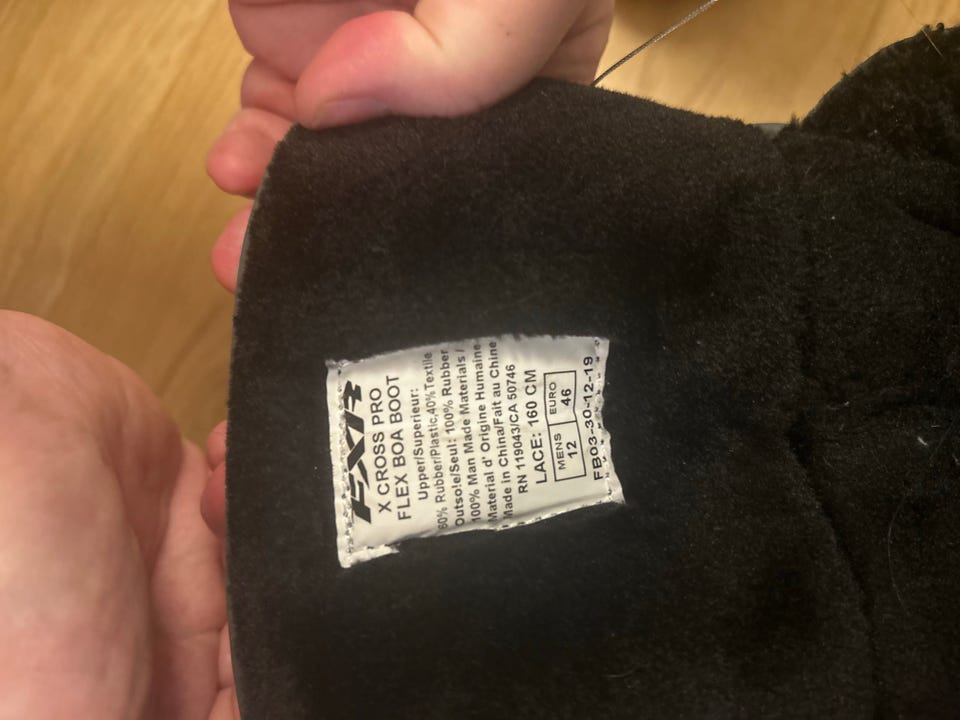 FXR
X CROSS PRO
FLEX BOA BOOT
Upper/Superieur:
60% Rubber/Plastic,40% Textile
Outsole/Seul: 100% Rubber
100% Man Made Materials /
Material d' Origine Humaine
Made in China/Fait au Chine
RN 119043/CA 50746
LACE: 160 CM
MENS EURO
12 46
FB03-30-12-19